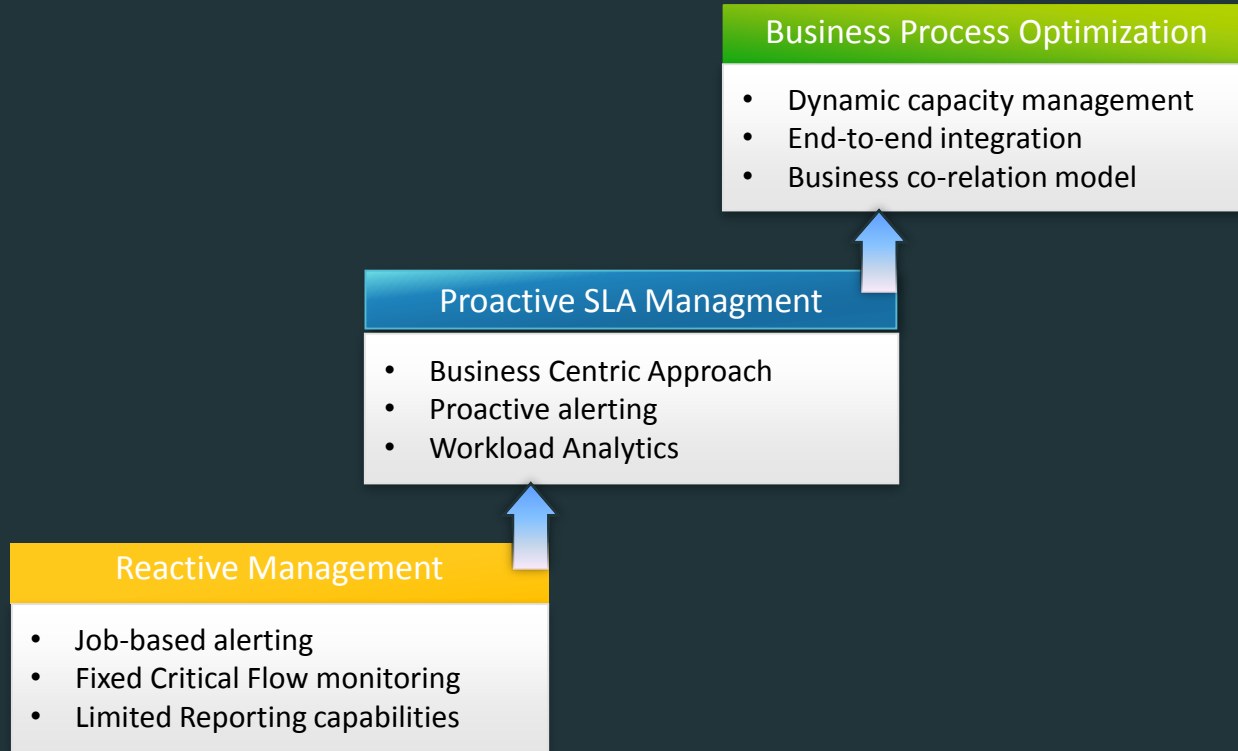 Business Process Optimization
• Dynamic capacity management
• End-to-end integration
• Business co-relation model
Proactive SLA Managment
• Business Centric Approach
• Proactive alerting
• Workload Analytics
Reactive Management
• Job-based alerting
• Fixed Critical Flow monitoring
• Limited Reporting capabilities